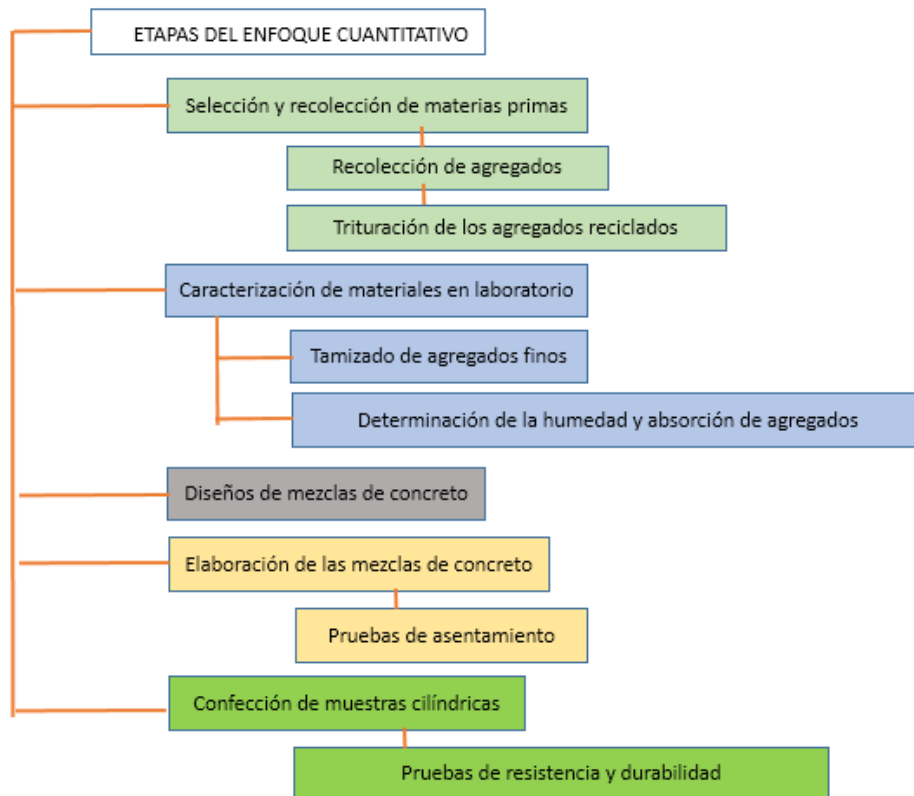 ETAPAS DEL ENFOQUE CUANTITATIVO
Selección y recolección de materias primas
Recolección de agregados
Trituración de los agregados reciclados
Caracterización de materiales en laboratorio
Tamizado de agregados finos
Determinación de la humedad y absorción de agregados
Diseños de mezclas de concreto
Elaboración de las mezclas de concreto
Pruebas de asentamiento
Confección de muestras cilíndricas
Pruebas de resistencia y durabilidad